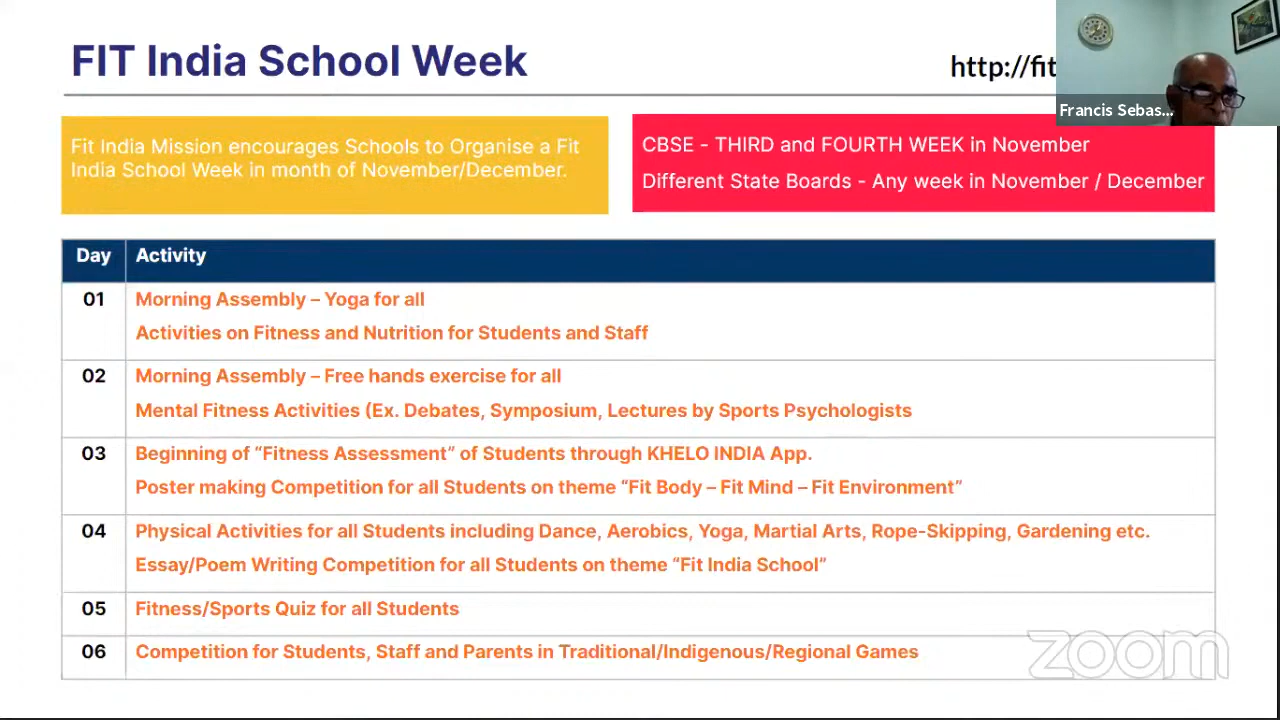 FIT India School Week
http://fit
Francis Sebas...
Fit India Mission encourages Schools to Organise a Fit
India School Week in month of November/December.
CBSE - THIRD and FOURTH WEEK in November
Different State Boards - Any week in November / December
Day Activity
01 Morning Assembly – Yoga for all
Activities on Fitness and Nutrition for Students and Staff
02 Morning Assembly – Free hands exercise for all
Mental Fitness Activities (Ex. Debates, Symposium, Lectures by Sports Psychologists
03 Beginning of “Fitness Assessment” of Students through KHELO INDIA App.
Poster making Competition for all Students on theme “Fit Body – Fit Mind – Fit Environment”
04 Physical Activities for all Students including Dance, Aerobics, Yoga, Martial Arts, Rope-Skipping, Gardening etc.
Essay/Poem Writing Competition for all Students on theme “Fit India School”
05 Fitness/Sports Quiz for all Students
06 Competition for Students, Staff and Parents in Traditional/Indigenous/Regional Games
zoom